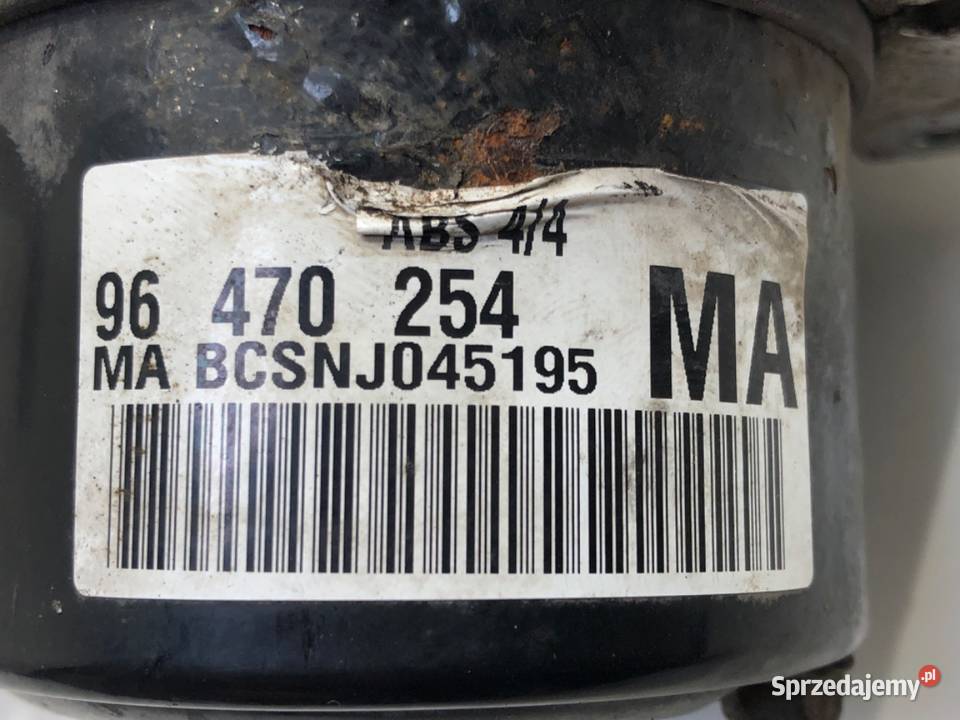 ABS 4/4
96 470 254
MA BCSNJ045195
MA
Sprzedajemy.pl